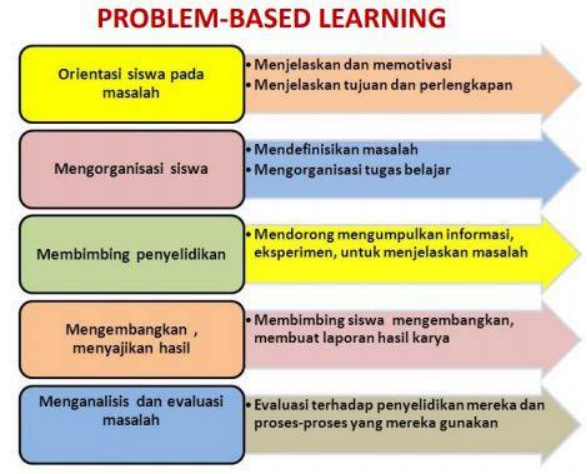 PROBLEM-BASED LEARNING
Orientasi siswa pada
masalah
• Menjelaskan dan memotivasi
• Menjelaskan tujuan dan perlengkapan
Mengorganisasi siswa
• Mendefinisikan masalah
• Mengorganisasi tugas belajar
Membimbing penyelidikan
• Mendorong mengumpulkan informasi,
eksperimen, untuk menjelaskan masalah
Mengembangkan ,
menyajikan hasil
• Membimbing siswa mengembangkan,
membuat laporan hasil karya
Menganalisis dan evaluasi
masalah
• Evaluasi terhadap penyelidikan mereka dan
proses-proses yang mereka gunakan